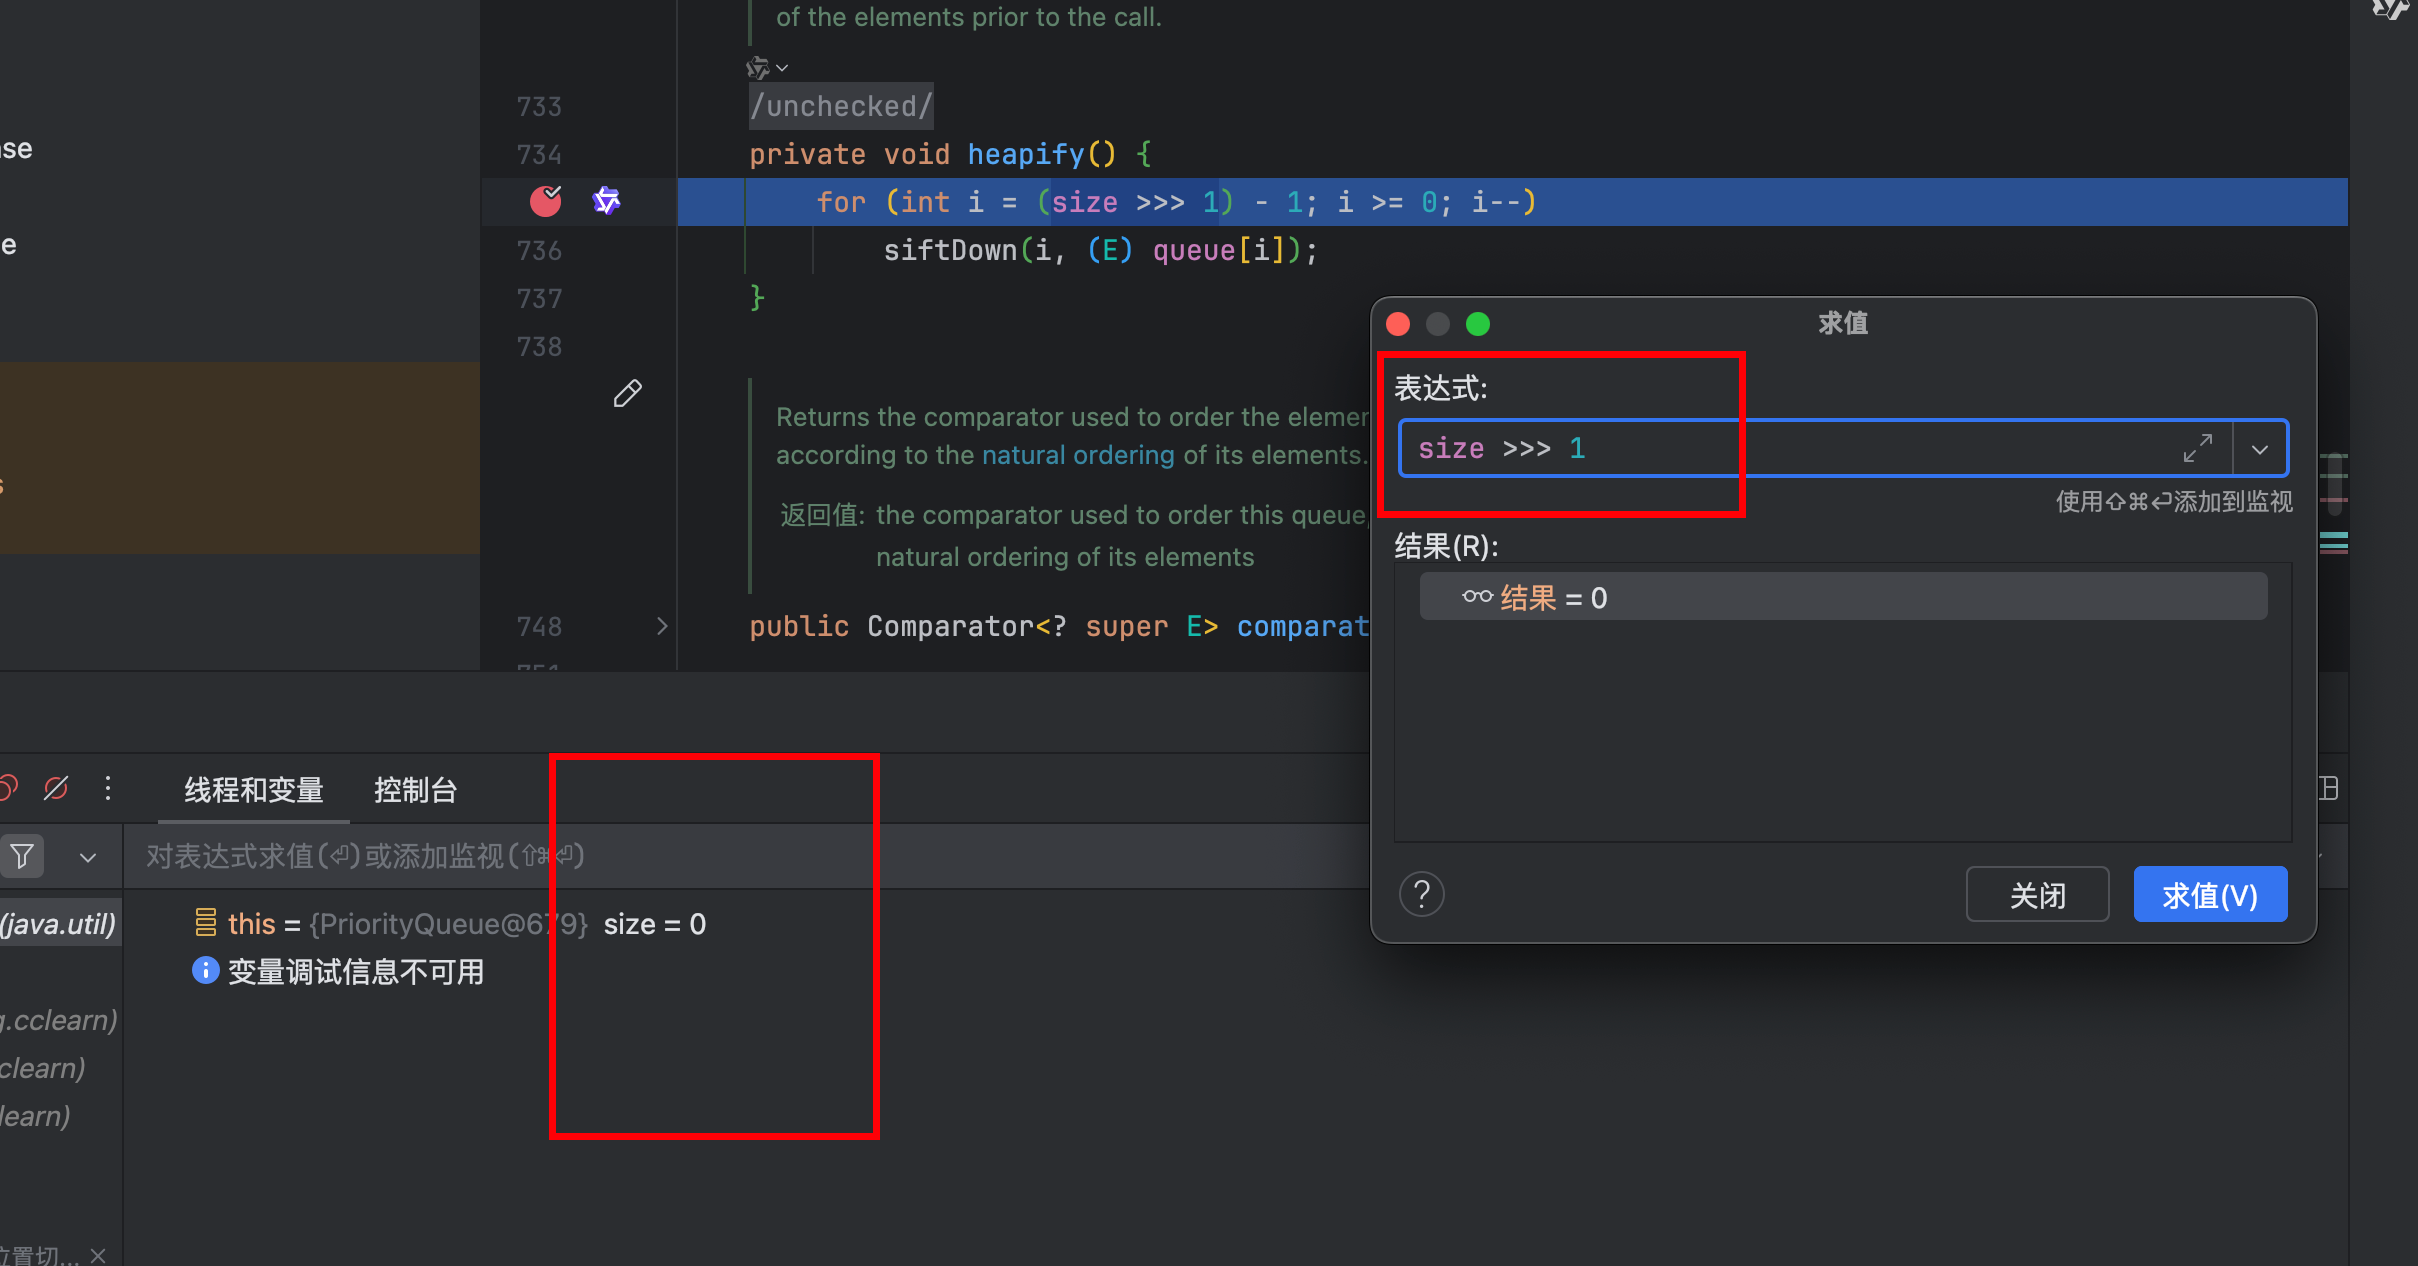 of the elements prior to the call.
733 /unchecked/
se
734 private void heapify() {
for (int i = (size >>> 1) - 1; i >= 0; i--)
e
736 siftDown(i, (E) queue[i]);
737 }
738
求值
表达式:
size >>> 1
使用⇧⌘↩添加到监视
结果(R):
结果 = 0
关闭
求值(V)
Returns the comparator used to order the elemen
according to the natural ordering of its elements.
s
返回值: the comparator used to order this queue,
natural ordering of its elements
748 public Comparator<? super E> comparat
线程和变量 控制台
对表达式求值(⏎)或添加监视(⇧⌘⏎)
(java.util)
this = {PriorityQueue@679} size = 0
变量调试信息不可用
g.cclearn)
clearn)
learn)
位置切... ×